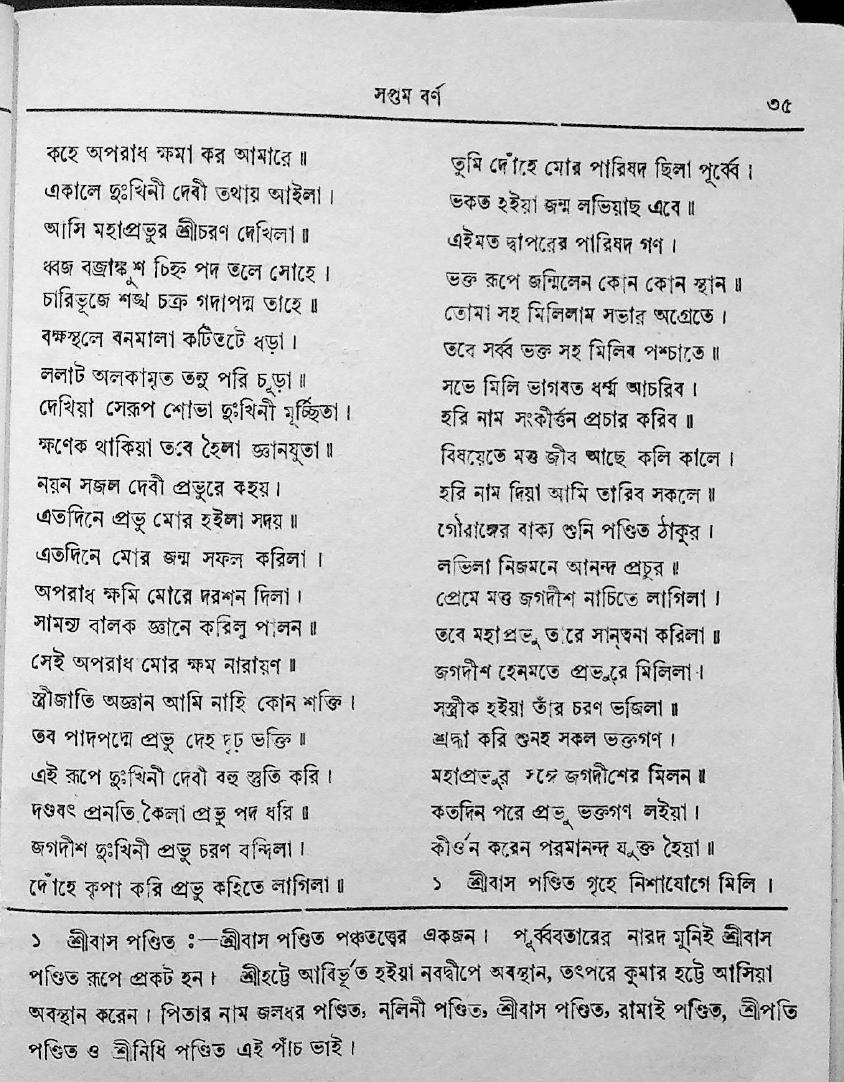 সপ্তম বর্ণ
৩৫
কহে অপরাধ ক্ষমা কর আমারে ॥
একালে দুঃখিনী দেবী তথায় আইলা ।
আসি মহাপ্রভুর শ্রীচরণ দেখিলা ॥
ধ্বজ বজ্রাঙ্কুশ চিহ্ন পদ তলে সোহে ।
চারিভূজে শঙ্খ চক্র গদাপদ্ম তাহে ॥
বক্ষস্থলে বনমালা কটিতটে ধড়া ।
ললাট অলকামৃত তনু পরি চূড়া ॥
দেখিয়া সেরূপ শোভা দুঃখিনী মূর্চ্ছিতা ।
ক্ষণেক থাকিয়া তবে হৈলা জ্ঞানযুতা ॥
নয়ন সজল দেবী প্রভুরে কহয় ।
এতদিনে প্রভু মোর হইলা সদয় ॥
এতদিনে মোর জন্ম সফল করিলা ।
অপরাধ ক্ষমি মোরে দরশন দিলা ।
সামন্য বালক জ্ঞানে করিলু পালন ॥
সেই অপরাধ মোর ক্ষম নারায়ণ ॥
স্ত্রীজাতি অজ্ঞান আমি নাহি কোন শক্তি ।
তব পাদপদ্মে প্রভু দেহ দৃঢ় ভক্তি ॥
এই রূপে দুঃখিনী দেবী বহু স্তুতি করি ।
দণ্ডবৎ প্রনতি কৈলা প্রভু পদ ধরি ॥
জগদীশ দুঃখিনী প্রভু চরণ বন্দিলা ।
দোঁহে কৃপা করি প্রভু কহিতে লাগিলা ॥
তুমি দোঁহে মোর পারিষদ ছিলা পূর্ব্বে ।
ভকত হইয়া জন্ম লভিয়াছ এবে ॥
এইমত দ্বাপরের পারিষদ গণ ।
ভক্ত রূপে জন্মিলেন কোন কোন স্থান ॥
তোমা সহ মিলিলাম সভার অগ্রেতে ।
তবে সর্ব্ব ভক্ত সহ মিলিব পশ্চাতে ॥
সভে মিলি ভাগবত ধর্ম্ম আচরিব ।
হরি নাম সংকীর্ত্তন প্রচার করিব ॥
বিষয়েতে মত্ত জীব আছে কলি কালে ।
হরি নাম দিয়া আমি তারিব সকলে ॥
গৌরাঙ্গের বাক্য শুনি পণ্ডিত ঠাকুর ।
লভিলা নিজমনে আনন্দ প্রচুর ॥
প্রেমে মত্ত জগদীশ নাচিতে লাগিলা ।
তবে মহাপ্রভু তারে সান্ত্বনা করিলা ॥
জগদীশ হেনমতে প্রভুরে মিলিলা ।
সস্ত্রীক হইয়া তাঁর চরণ ভজিলা ॥
শ্রদ্ধা করি শুনহ সকল ভক্তগণ ।
মহাপ্রভুর সঙ্গে জগদীশের মিলন ॥
কতদিন পরে প্রভু ভক্তগণ লইয়া ।
কীর্ত্তন করেন পরমানন্দ যুক্ত হৈয়া ॥
১ শ্রীবাস পণ্ডিত গৃহে নিশাযোগে মিলি ।
১ শ্রীবাস পণ্ডিত ঃ—শ্রীবাস পণ্ডিত পঞ্চতত্ত্বের একজন। পূর্ব্ববতারের নারদ মুনিই শ্রীবাস
পণ্ডিত রূপে প্রকট হন। শ্রীহট্টে আবির্ভূত হইয়া নবদ্বীপে অবস্থান, তৎপরে কুমার হট্টে আসিয়া
অবস্থান করেন। পিতার নাম জলধর পণ্ডিত, নলিনী পণ্ডিত, শ্রীবাস পণ্ডিত, রামাই পণ্ডিত, শ্রীপতি
পণ্ডিত ও শ্রীনিধি পণ্ডিত এই পাঁচ ভাই।